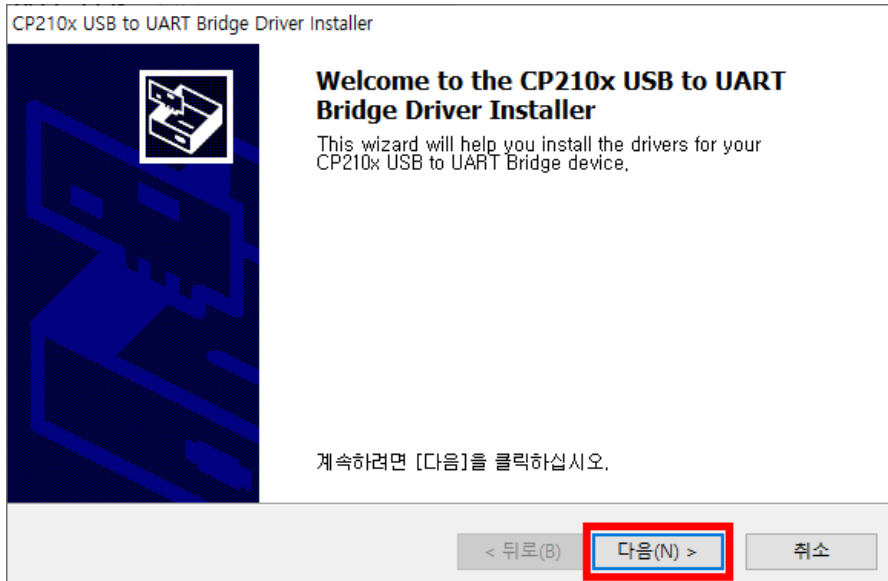 CP210x USB to UART Bridge Driver Installer
Welcome to the CP210x USB to UART
Bridge Driver Installer
This wizard will help you install the drivers for your
CP210x USB to UART Bridge device.
계속하려면 [다음]을 클릭하십시오.
< 뒤로(B) 다음(N) > 취소